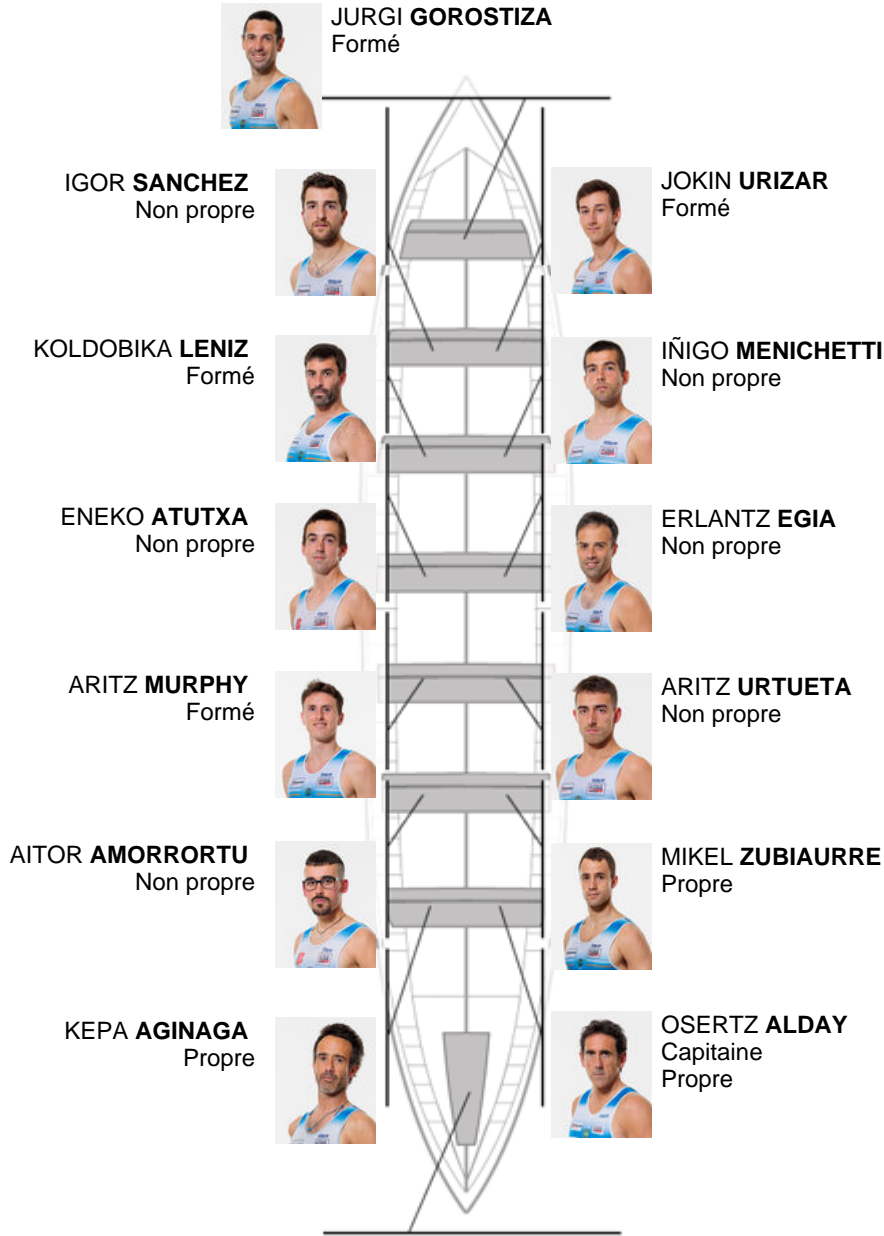 JURGI GOROSTIZA
Formé
IGOR SANCHEZ
Non propre
JOKIN URIZAR
Formé
KOLDOBIKA LENIZ
Formé
IÑIGO MENICHETTI
Non propre
ENEKO ATUTXA
Non propre
ERLANTZ EGIA
Non propre
ARITZ MURPHY
Formé
ARITZ URTUETA
Non propre
AITOR AMORRORTU
Non propre
MIKEL ZUBIAURRE
Propre
KEPA AGINAGA
Propre
OSERTZ ALDAY
Capitaine
Propre